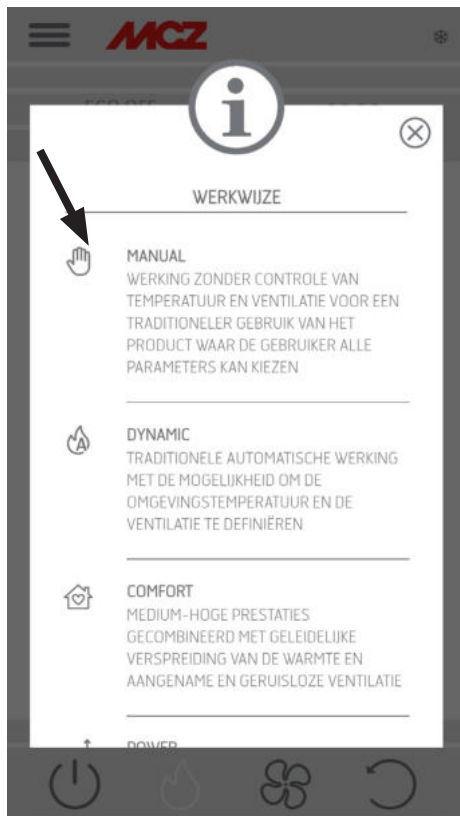 MCZ
i
WERKWIJZE
MANUAL
WERKING ZONDER CONTROLE VAN
TEMPERATUUR EN VENTILATIE VOOR EEN
TRADITIONELER GEBRUIK VAN HET
PRODUCT WAAR DE GEBRUIKER ALLE
PARAMETERS KAN KIEZEN
A
DYNAMIC
TRADITIONELE AUTOMATISCHE WERKING
MET DE MOGELIJKHEID OM DE
OMGEVINGSTEMPERATUUR EN DE
VENTILATIE TE DEFINIËREN
COMFORT
MEDIUM-HOGE PRESTATIES
GECOMBINEERD MET GELEIDELIJKE
VERSPREIDING VAN DE WARMTE EN
AANGENAME EN GERUISLOZE VENTILATIE
POWER